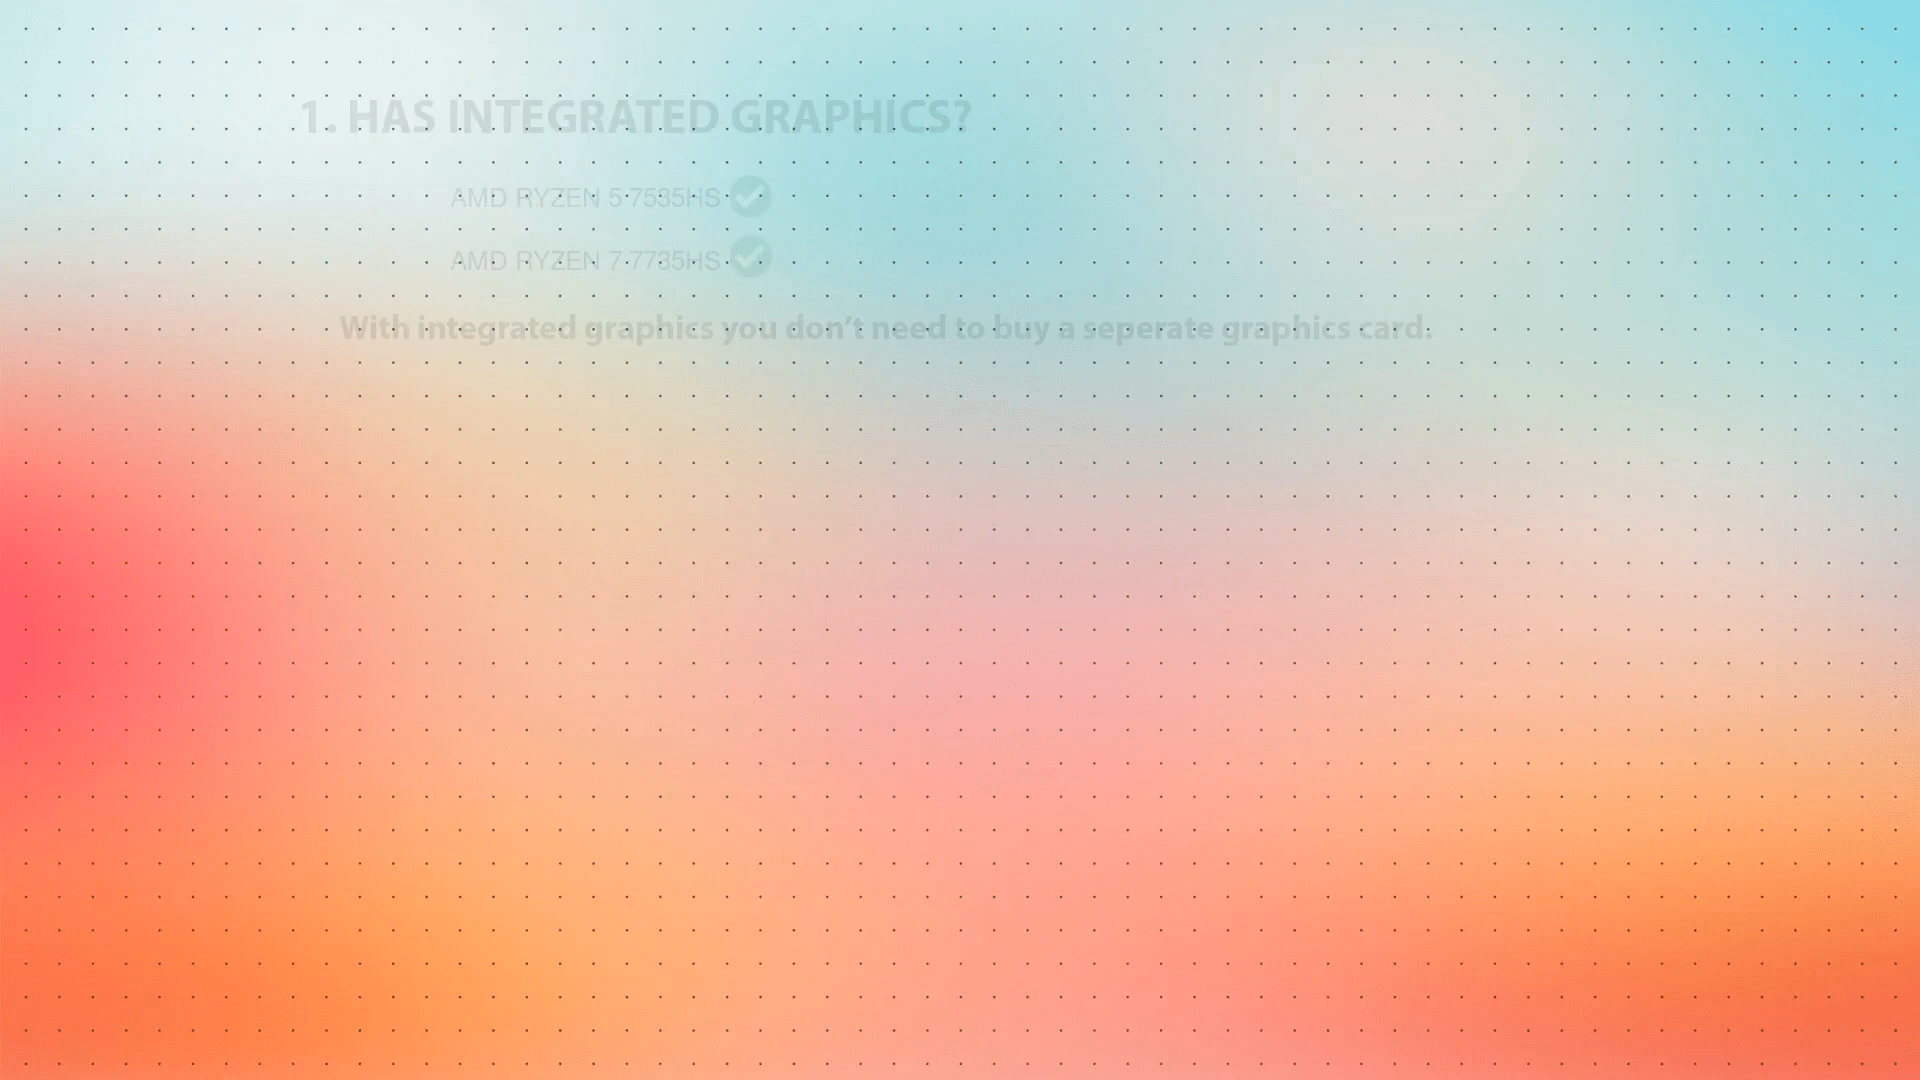 1. HAS INTEGRATED GRAPHICS?
AMD RYZEN 5 7535HS
AMD RYZEN 7 7735HS
With integrated graphics you don’t need to buy a seperate graphics card.